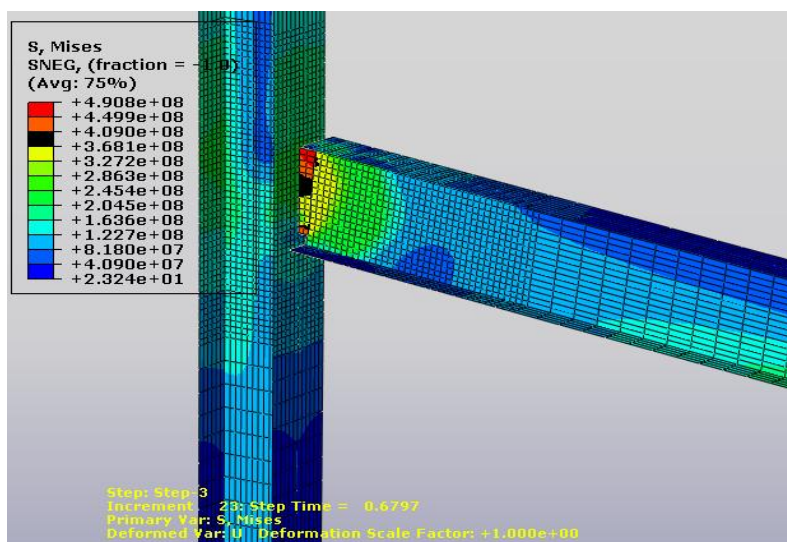 S, Mises
SNEG, (fraction = -1.0)
(Avg: 75%)
+4.908e+08
+4.499e+08
+4.090e+08
+3.681e+08
+3.272e+08
+2.863e+08
+2.454e+08
+2.045e+08
+1.636e+08
+1.227e+08
+8.180e+07
+4.090e+07
+2.324e+01
Step: Step-3
Increment 23: Step Time = 0.6797
Primary Var: S, Mises
Deformed Var: U Deformation Scale Factor: +1.000e+00